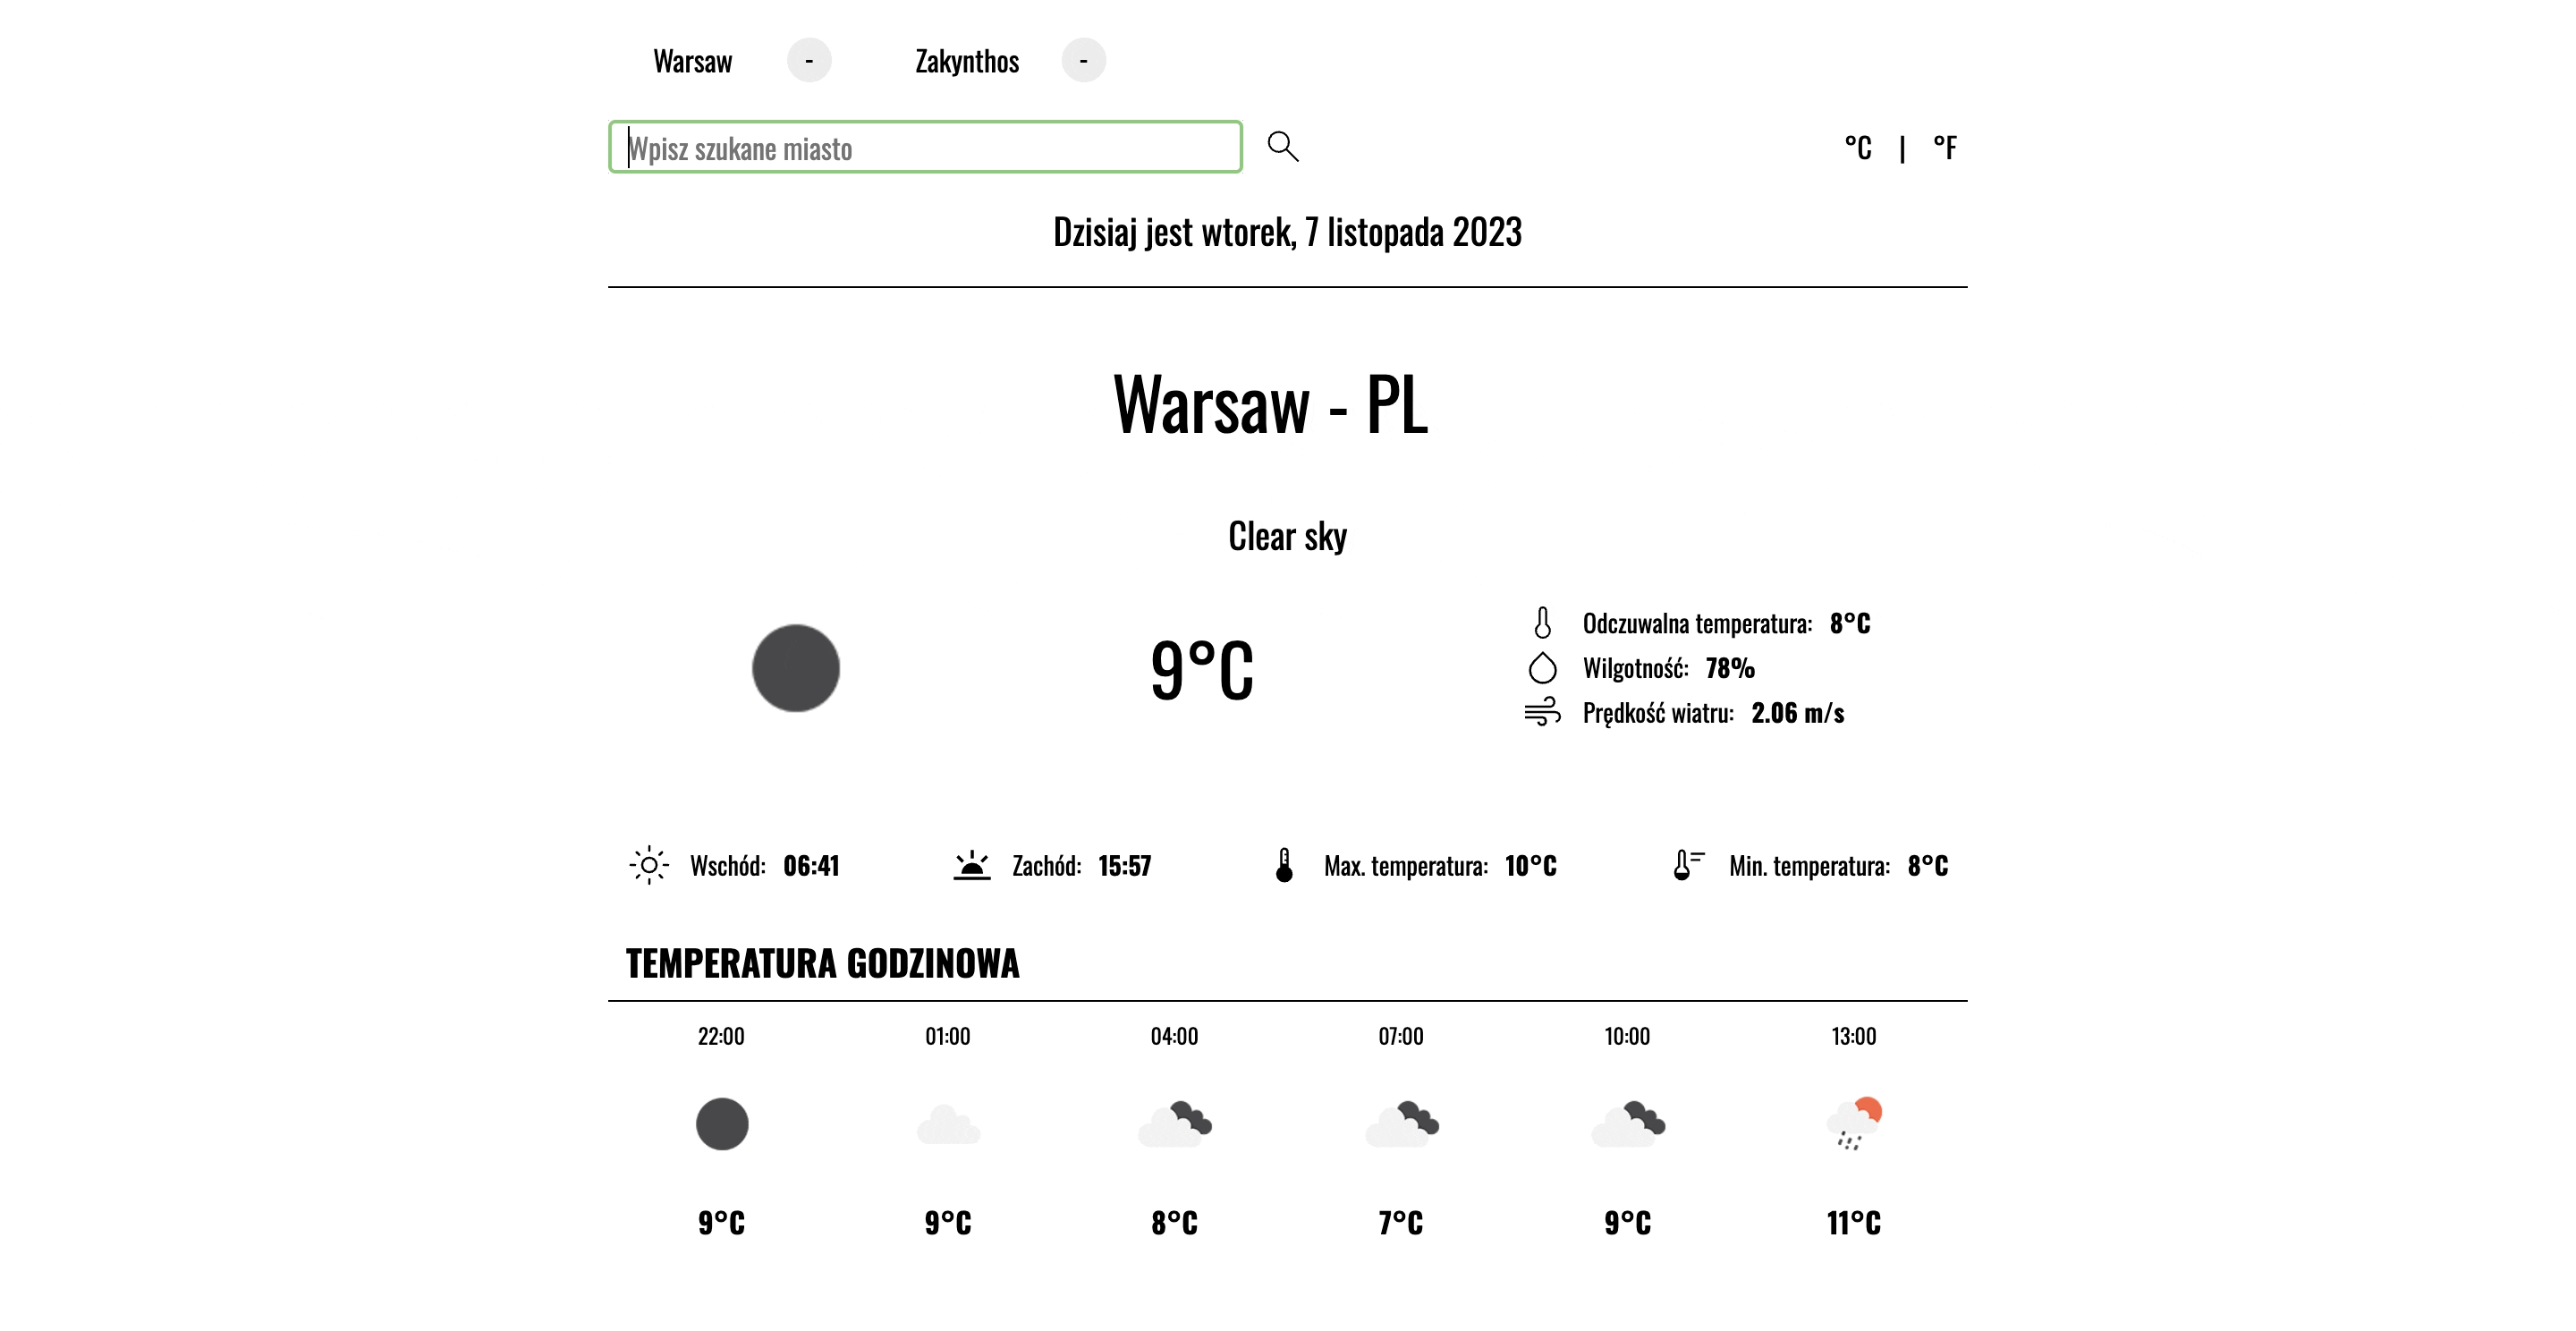 Warsaw - Zakynthos -
Wpisz szukane miasto °C | °F
Dzisiaj jest wtorek, 7 listopada 2023
Warsaw - PL
Clear sky
9°C
Odczuwalna temperatura: 8°C
Wilgotność: 78%
Prędkość wiatru: 2.06 m/s
Wschód: 06:41 Zachód: 15:57 Max. temperatura: 10°C Min. temperatura: 8°C
TEMPERATURA GODZINOWA
22:00 01:00 04:00 07:00 10:00 13:00
9°C 9°C 8°C 7°C 9°C 11°C